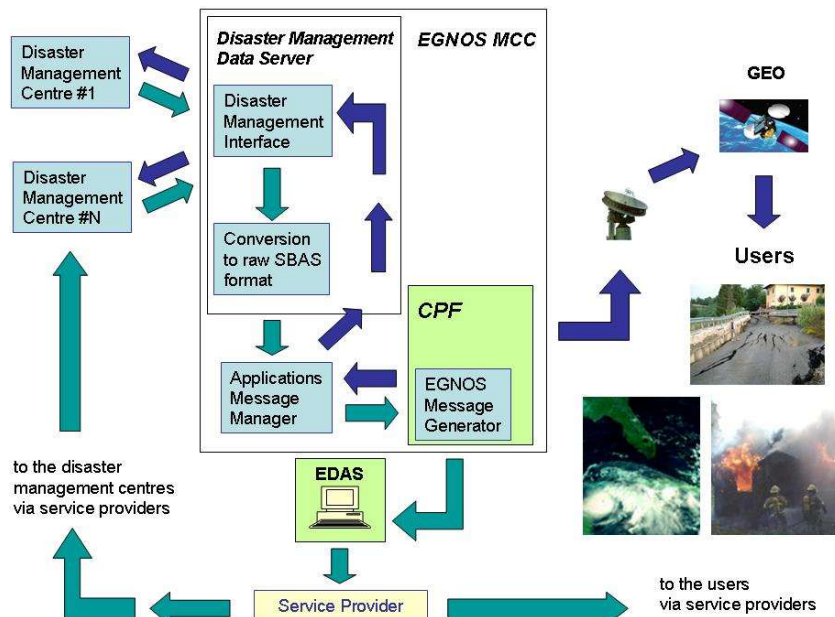 Disaster
Management
Centre #1
Disaster
Management
Centre #N
Disaster Management
Data Server
EGNOS MCC
Disaster
Management
Interface
Conversion
to raw SBAS
format
CPF
Applications
Message
Manager
EGNOS
Message
Generator
GEO
Users
to the disaster
management centres
via service providers
EDAS
Service Provider
to the users
via service providers